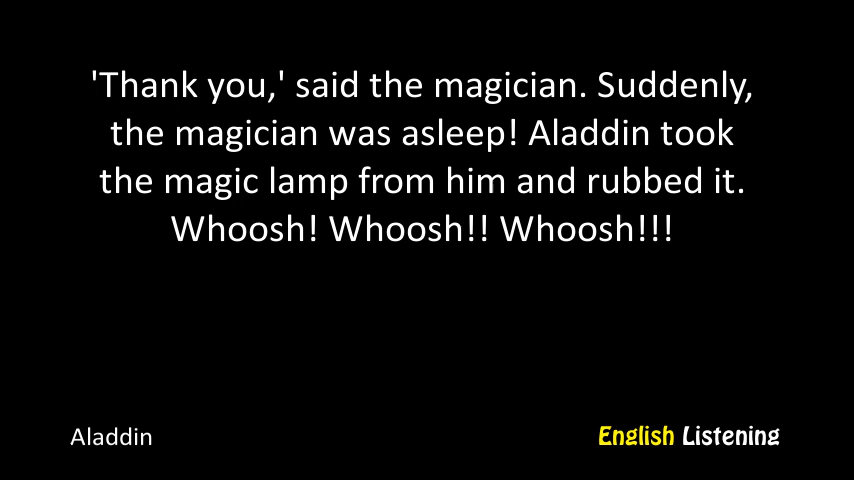 'Thank you,' said the magician. Suddenly,
the magician was asleep! Aladdin took
the magic lamp from him and rubbed it.
Whoosh! Whoosh!! Whoosh!!!
Aladdin
English Listening